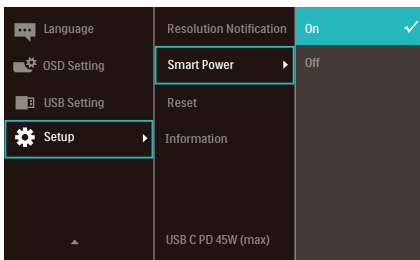 Language
OSD Setting
USB Setting
Setup
Resolution Notification
Smart Power
Reset
Information
USB C PD 45W (max)
On
Off